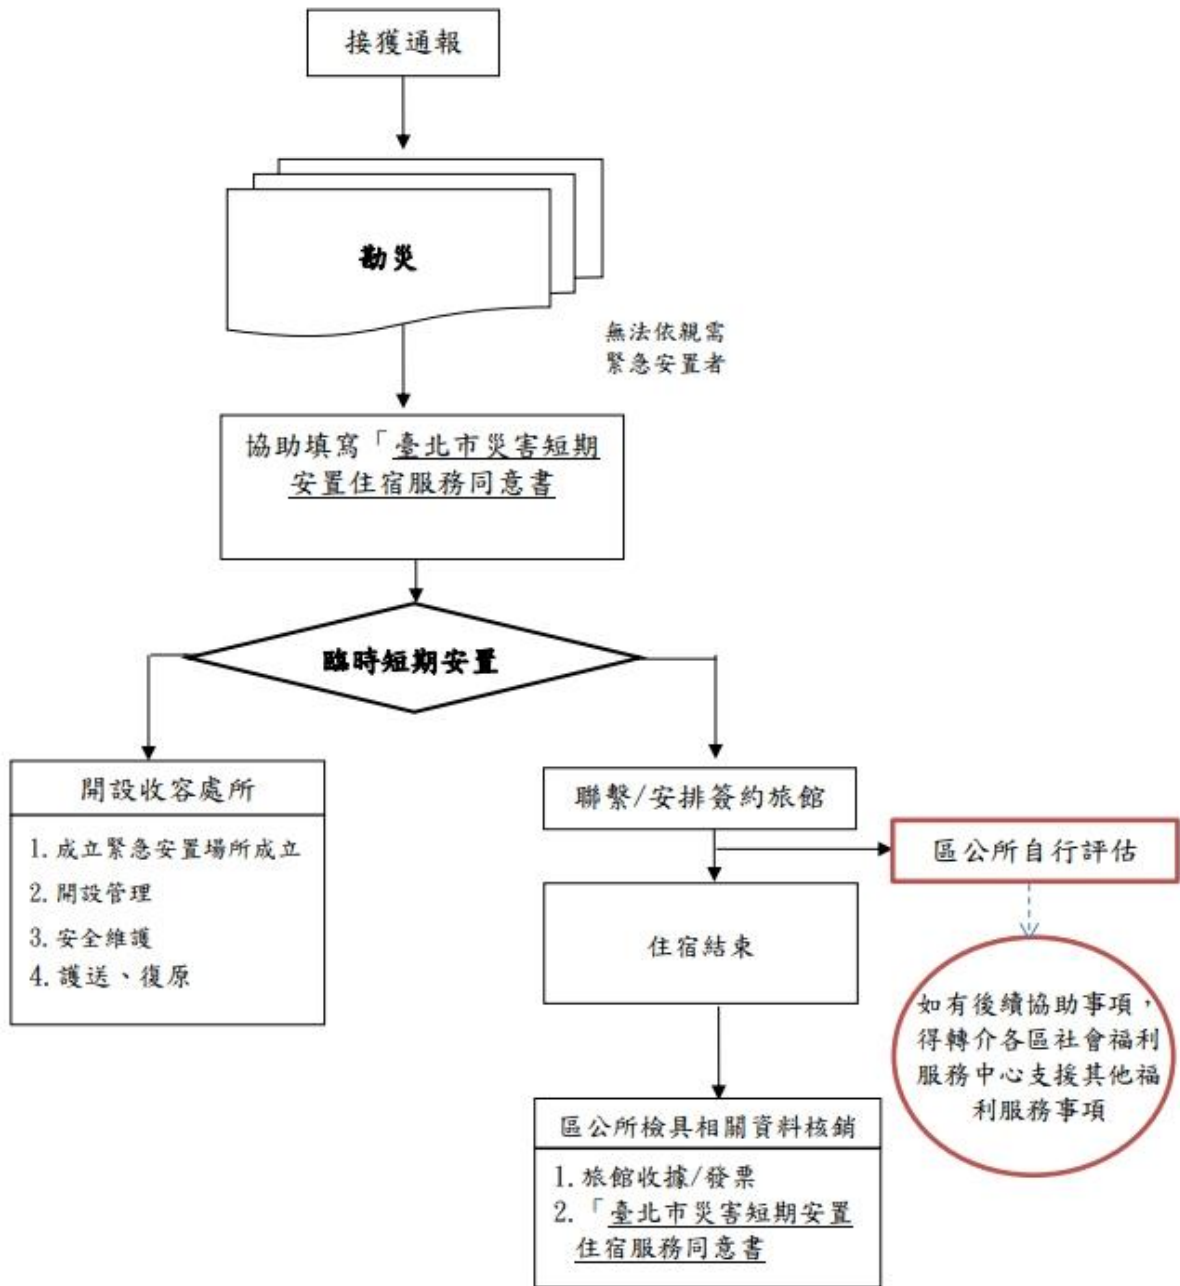 接獲通報
勘災
無法依親需
緊急安置者
協助填寫「臺北市災害短期
安置住宿服務同意書
臨時短期安置
開設收容處所
1.成立緊急安置場所成立
2.開設管理
3.安全維護
4.護送、復原
聯繫/安排簽約旅館
區公所自行評估
住宿結束
如有後續協助事項，
得轉介各區社會福利
服務中心支援其他福
利服務事項
區公所檢具相關資料核銷
1.旅館收據/發票
2.「臺北市災害短期安置
住宿服務同意書